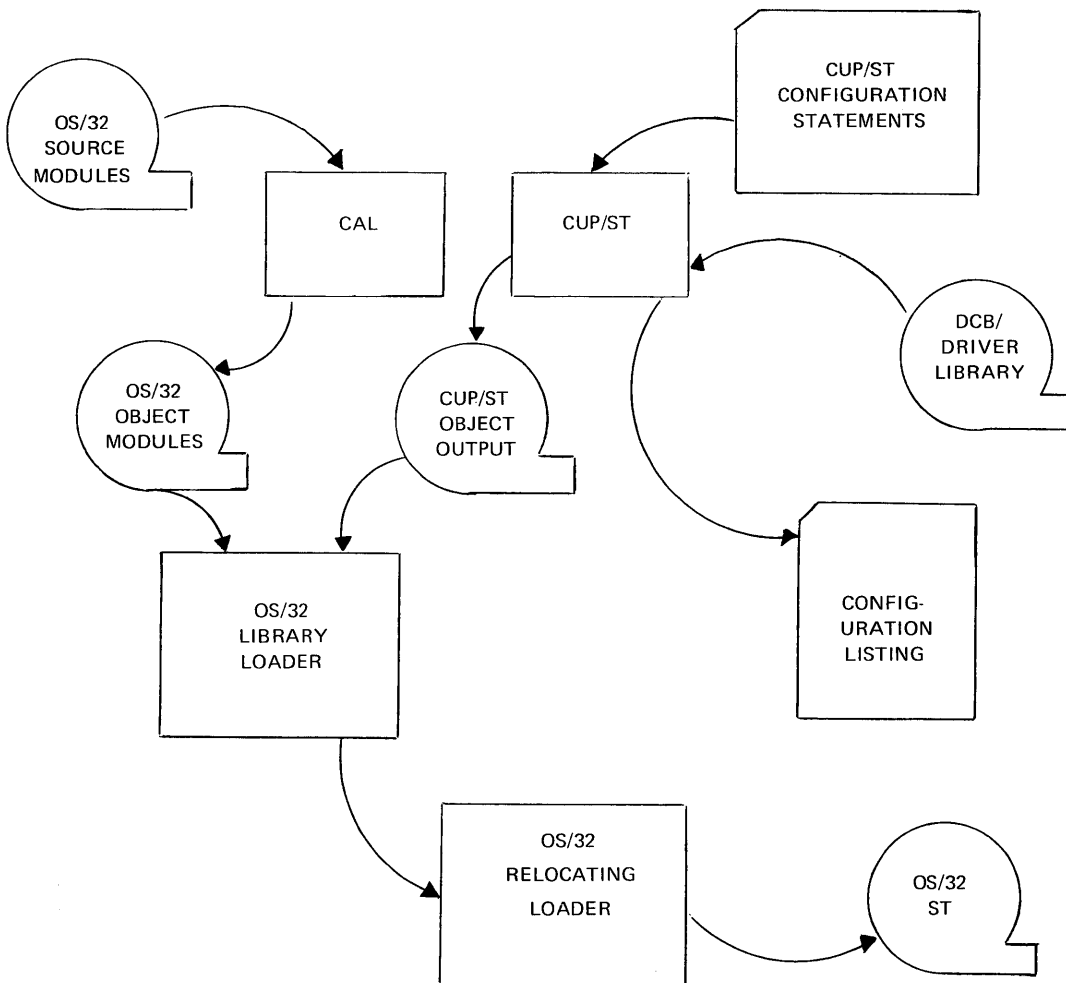 OS/32
SOURCE
MODULES
CUP/ST
CONFIGURATION
STATEMENTS
CAL
CUP/ST
DCB/
DRIVER
LIBRARY
OS/32
OBJECT
MODULES
CUP/ST
OBJECT
OUTPUT
CONFIG-
URATION
LISTING
OS/32
LIBRARY
LOADER
OS/32
RELOCATING
LOADER
OS/32
ST